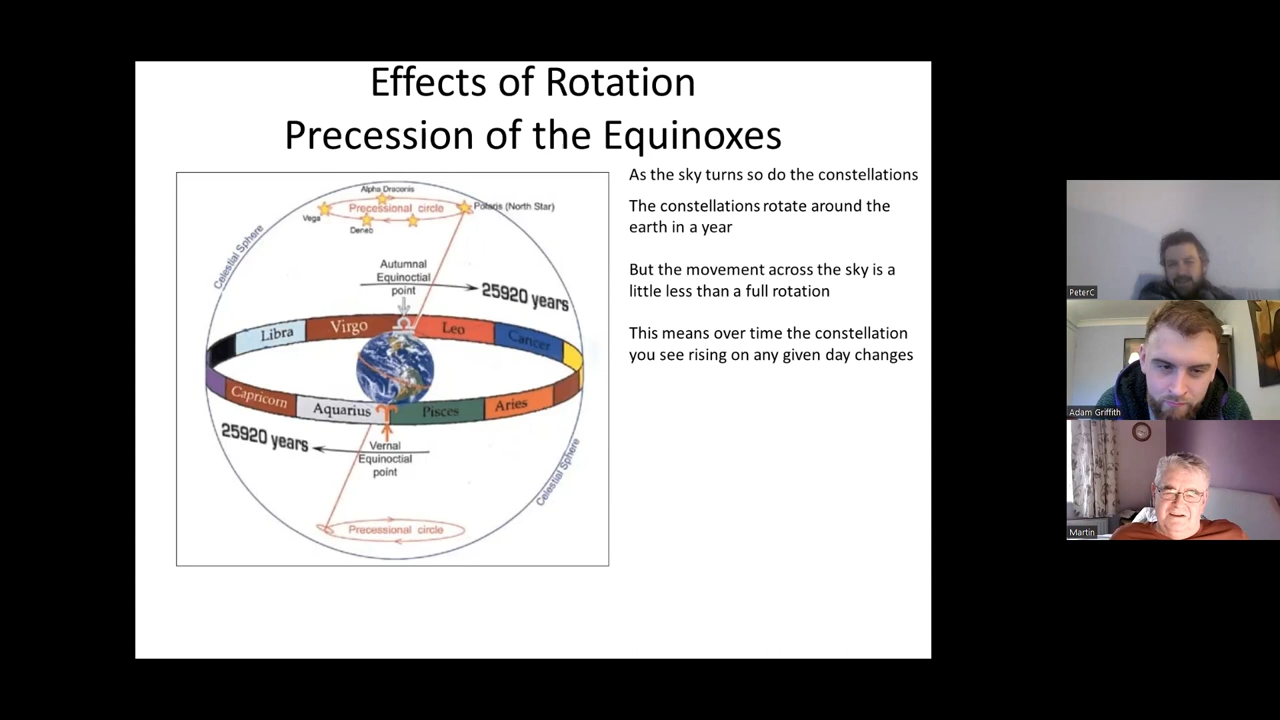 Effects of Rotation
Precession of the Equinoxes
As the sky turns so do the constellations
The constellations rotate around the
earth in a year
But the movement across the sky is a
little less than a full rotation
This means over time the constellation
you see rising on any given day changes
Alpha Draconis
Precessional circle
Polaris (North Star)
Vega
Deneb
Celestial Sphere
Autumnal
Equinoctial
point
25920 years
Libra
Virgo
Leo
Cancer
Capricorn
Aquarius
Pisces
Aries
25920 years
Vernal
Equinoctial
point
Celestial Sphere
Precessional circle
PeterC
Adam Griffith
Martin